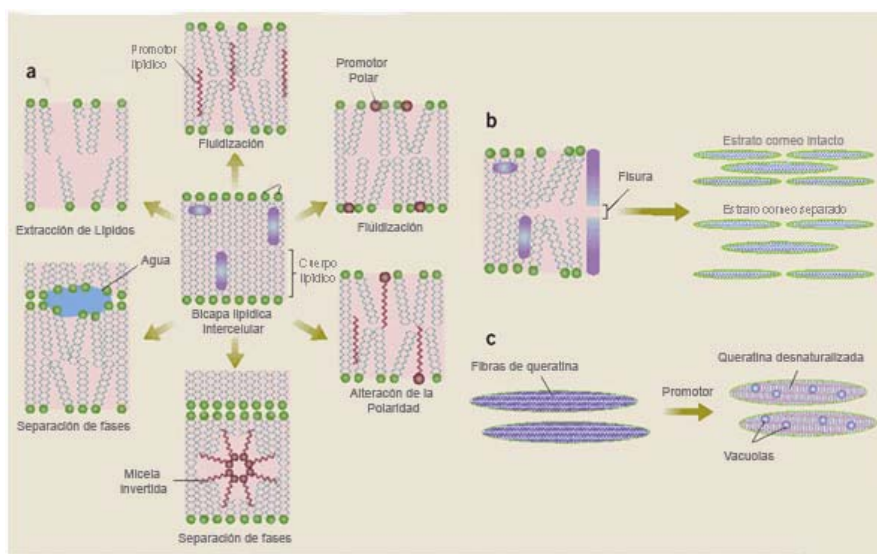 a
Promotor
lipídico
Fluidización
Promotor
Polar
Fluidización
Extracción de Lípidos
Agua
Cuerpo
lipídico
Bicapa lipídica
Intercelular
Separación de fases
Alteración de la
Polaridad
Micela
invertida
Separación de fases
b
Fisura
Estrato corneo intacto
Estraro corneo separado
c
Fibras de queratina
Promotor
Queratina desnaturalizada
Vacuolas